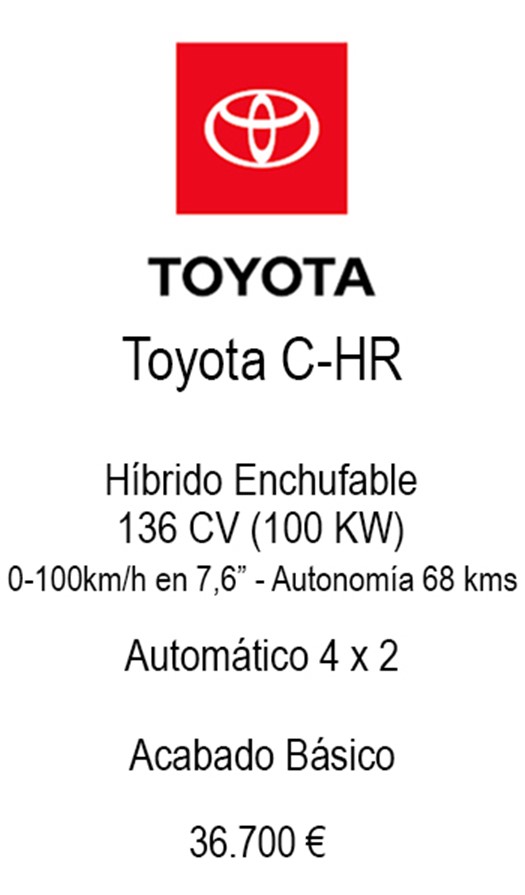 TOYOTA
Toyota C-HR
Híbrido Enchufable
136 CV (100 KW)
0-100km/h en 7,6” - Autonomía 68 kms
Automático 4 x 2
Acabado Básico
36.700 €